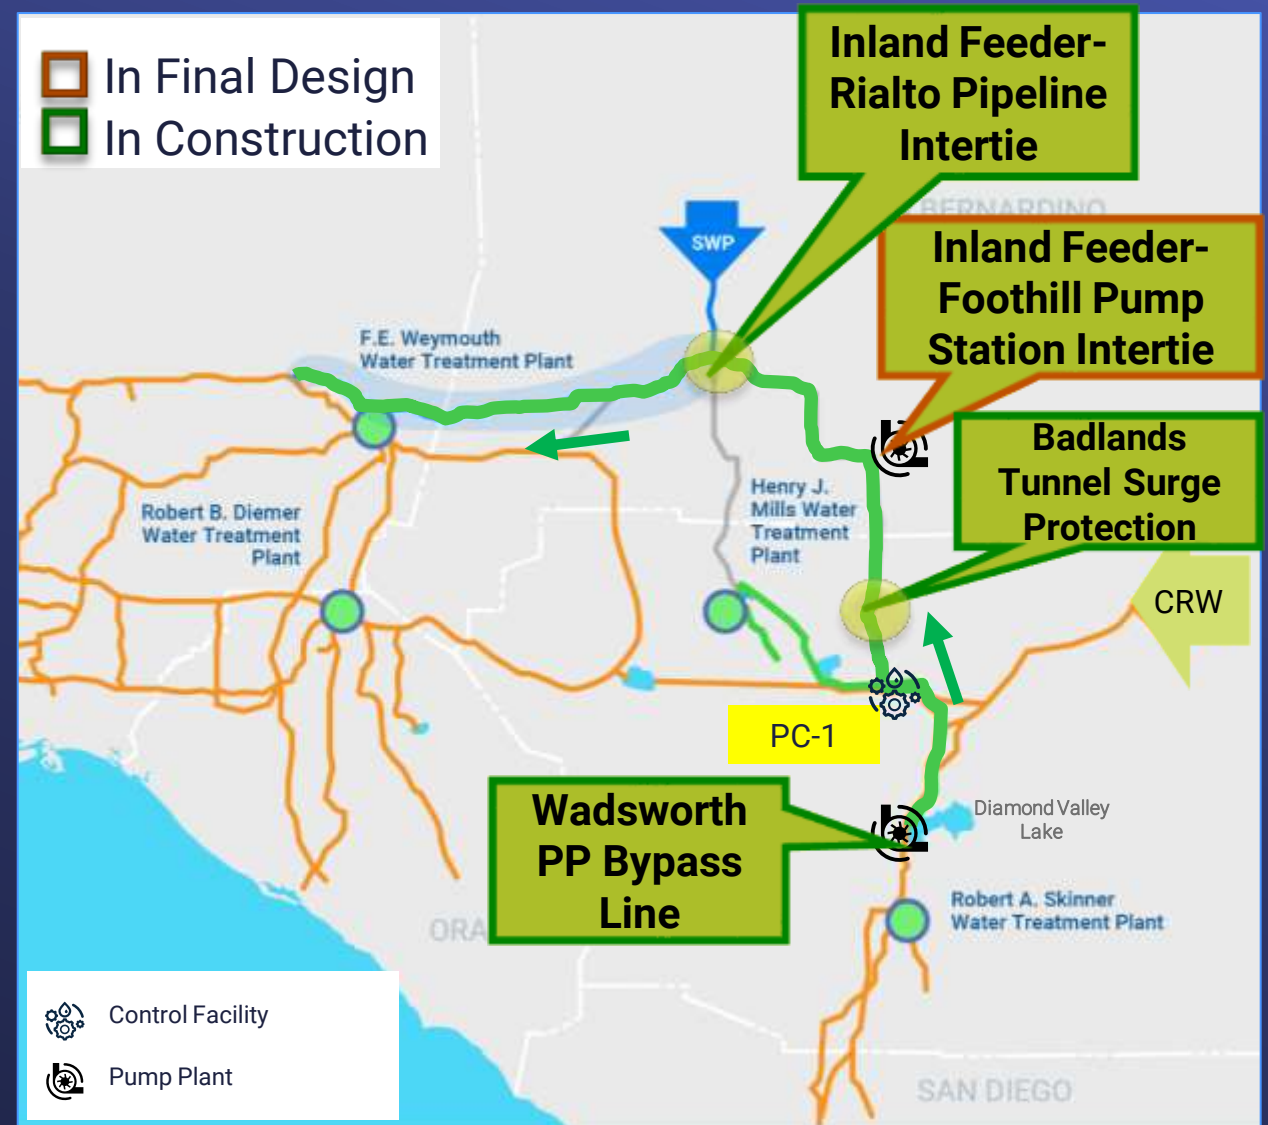 In Final Design
In Construction
Inland Feeder-
Rialto Pipeline
Intertie
BERNARDINO
SWP
Inland Feeder-
Foothill Pump
Station Intertie
F.E. Weymouth
Water Treatment Plant
Badlands
Tunnel Surge
Protection
Henry J.
Mills Water
Treatment
Plant
Robert B. Diemer
Water Treatment
Plant
CRW
PC-1
Wadsworth
PP Bypass
Line
Diamond Valley
Lake
Robert A. Skinner
Water Treatment Plant
ORA
Control Facility
Pump Plant
SAN DIEGO